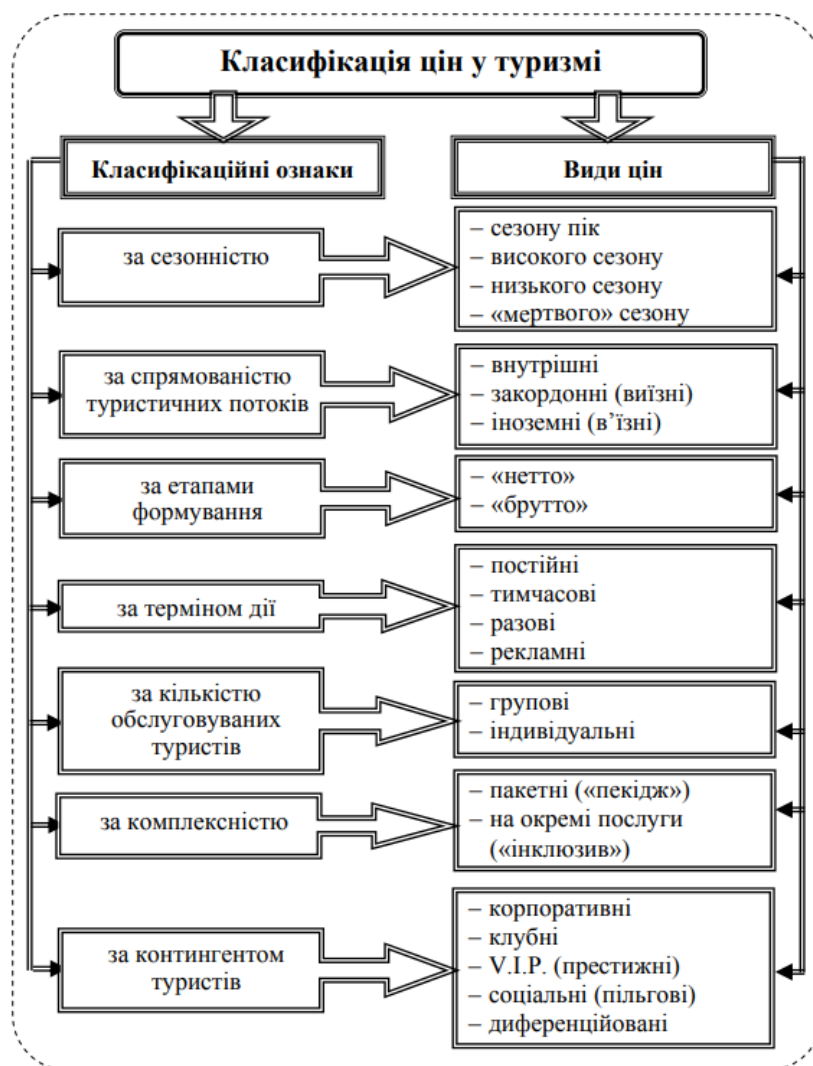 Класифікація цін у туризмі
Класифікаційні ознаки
Види цін
за сезонністю
– сезону пік
– високого сезону
– низького сезону
– «мертвого» сезону
за спрямованістю
туристичних потоків
– внутрішні
– закордонні (виїзні)
– іноземні (в’їзні)
за етапами
формування
– «нетто»
– «брутто»
за терміном дії
– постійні
– тимчасові
– разові
– рекламні
за кількістю
обслуговуваних
туристів
– групові
– індивідуальні
за комплексністю
– пакетні («пекідж»)
– на окремі послуги
(«інклюзив»)
за контингентом
туристів
– корпоративні
– клубні
– V.I.P. (престижні)
– соціальні (пільгові)
– диференційовані